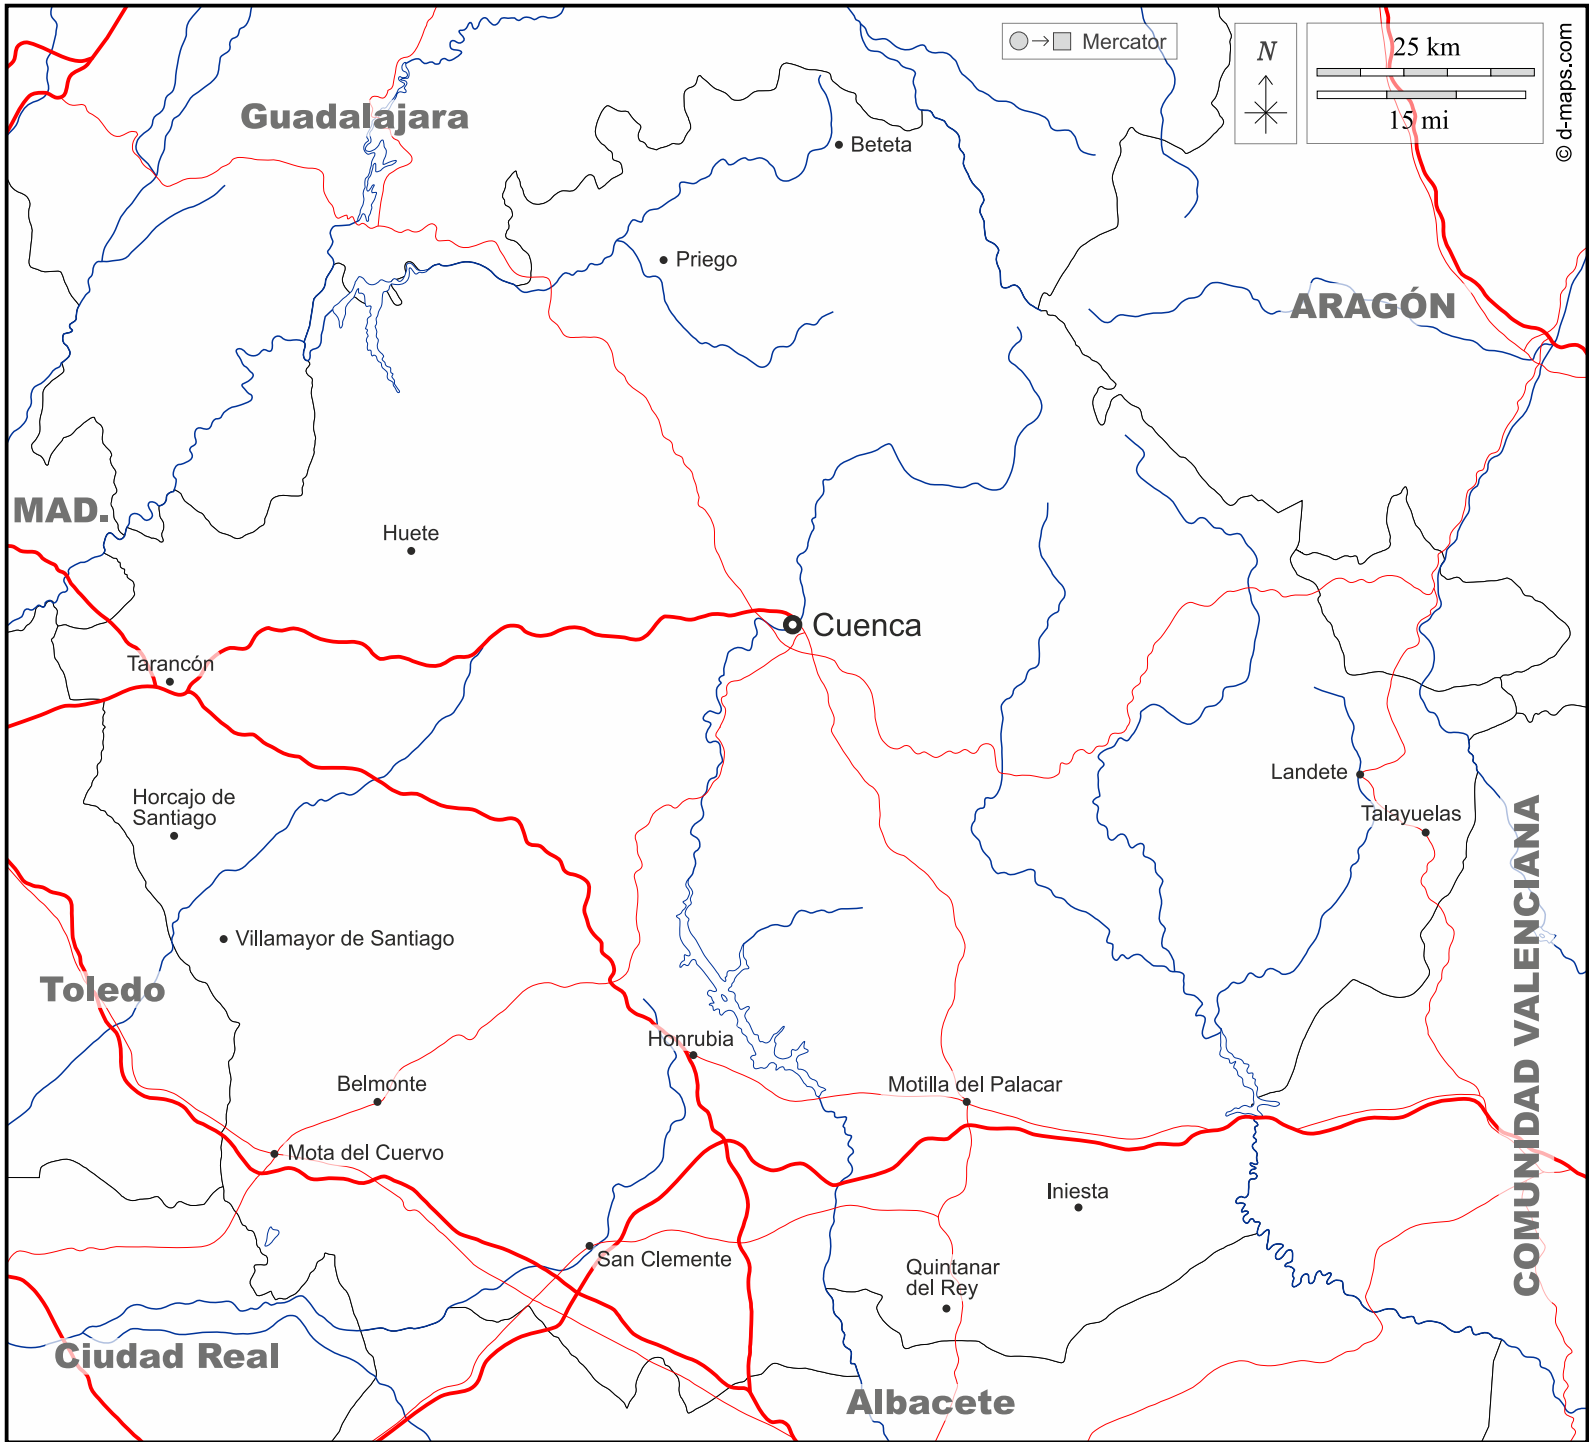 Mercator
N
25 km
15 mi
© d-maps.com
Guadalajara
Beteta
Priego
ARAGÓN
MAD.
Huete
Cuenca
Tarancón
Landete
Horcajo de
Santiago
Talayuelas
Villamayor de Santiago
Toledo
COMUNIDAD VALENCIANA
Honrubia
Belmonte
Motilla del Palacar
Mota del Cuervo
Iniesta
San Clemente
Quintanar
del Rey
Ciudad Real
Albacete